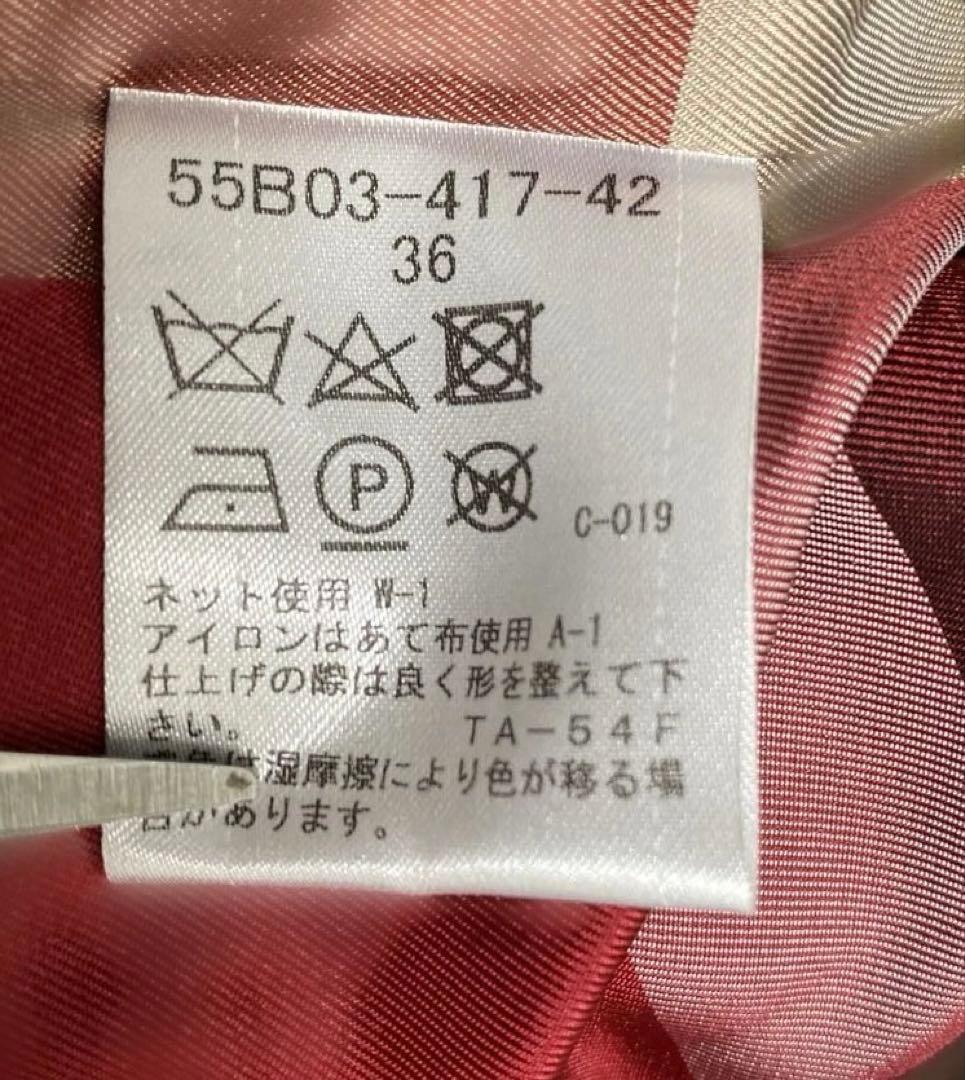 55B03-417-42
36
P
W
C-019
ネット使用 W-1
アイロンはあて布使用 A-1
仕上げの際は良く形を整えて下
さい。 TA-54F
湿摩擦により色が移る場
があります。